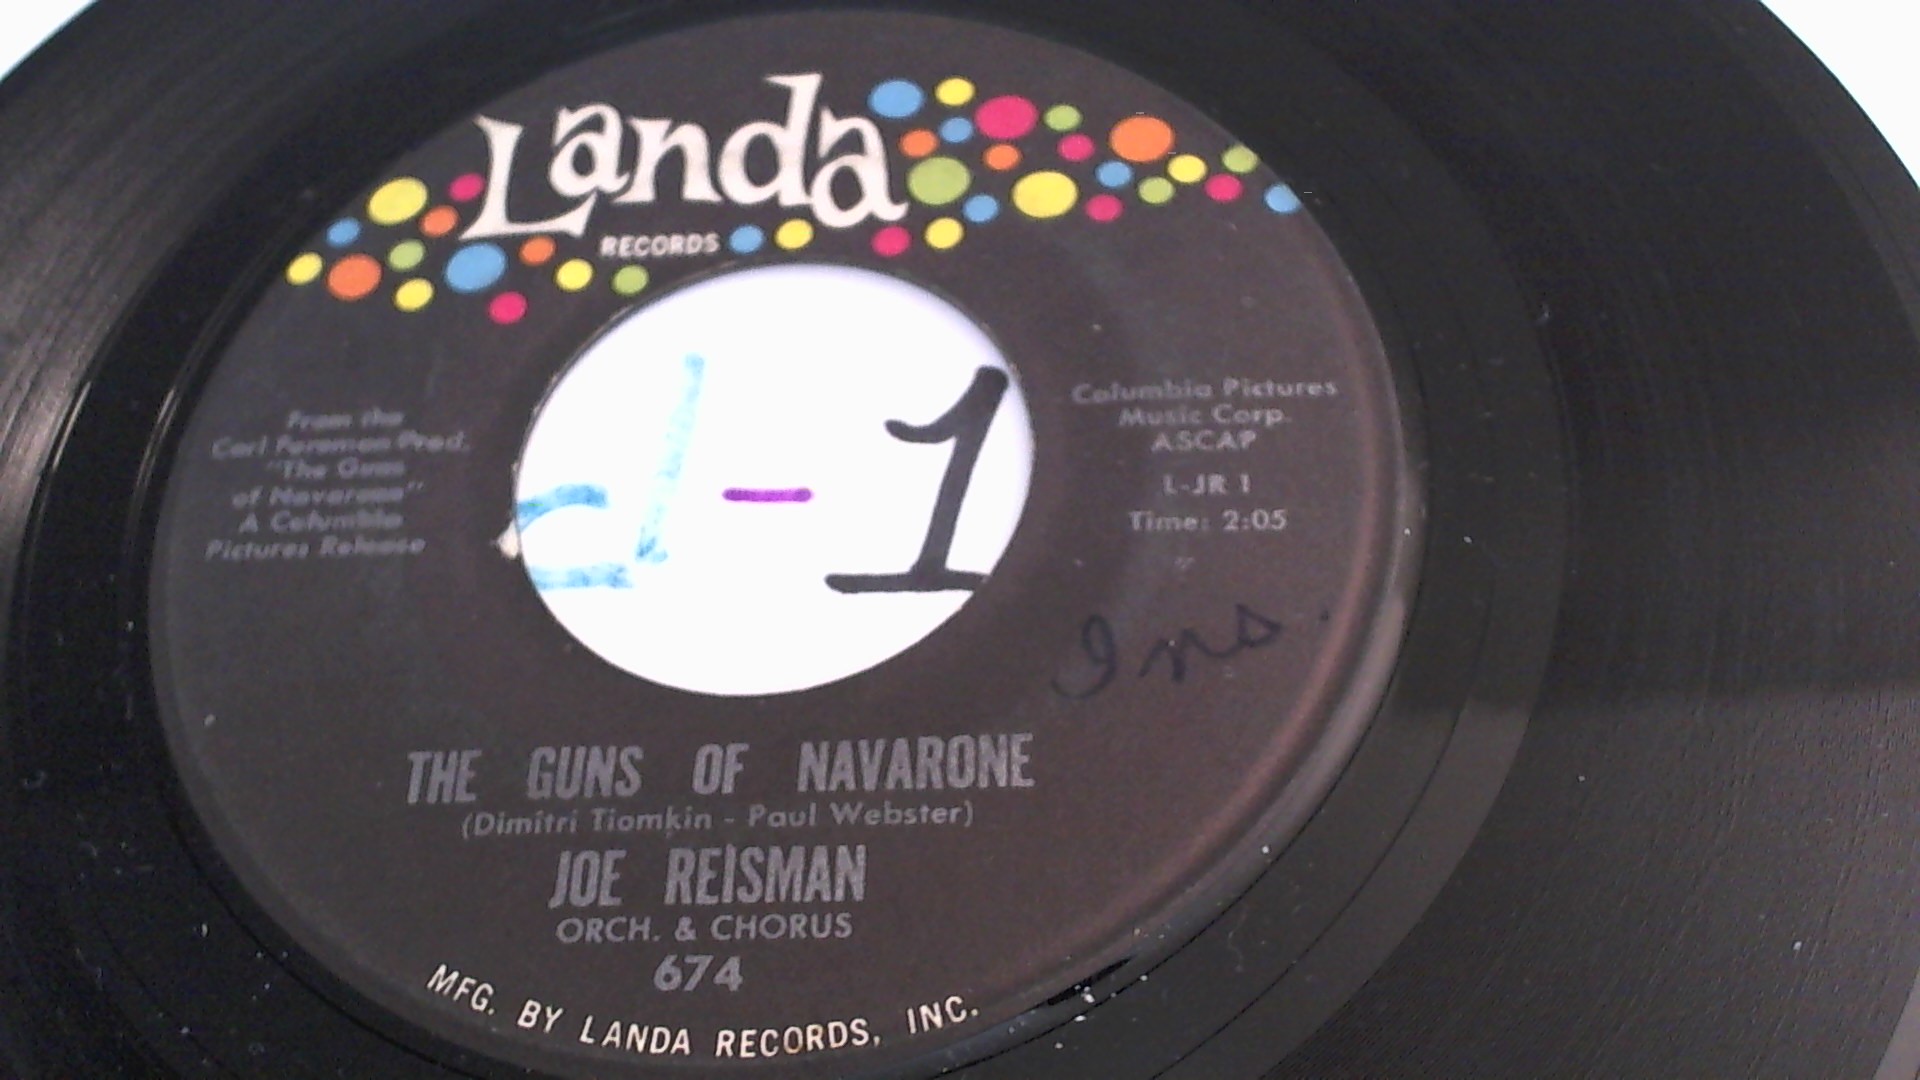 Landa
RECORDS
From the
Carl Foreman Prod.
"The Guns
of Navarone"
A Columbia
Pictures Release
- 1
Columbia Pictures
Music Corp.
ASCAP
L-JR 1
Time: 2:05
Ins.
THE GUNS OF NAVARONE
(Dimitri Tiomkin - Paul Webster)
JOE REISMAN
ORCH. & CHORUS
674
MFG. BY LANDA RECORDS, INC.